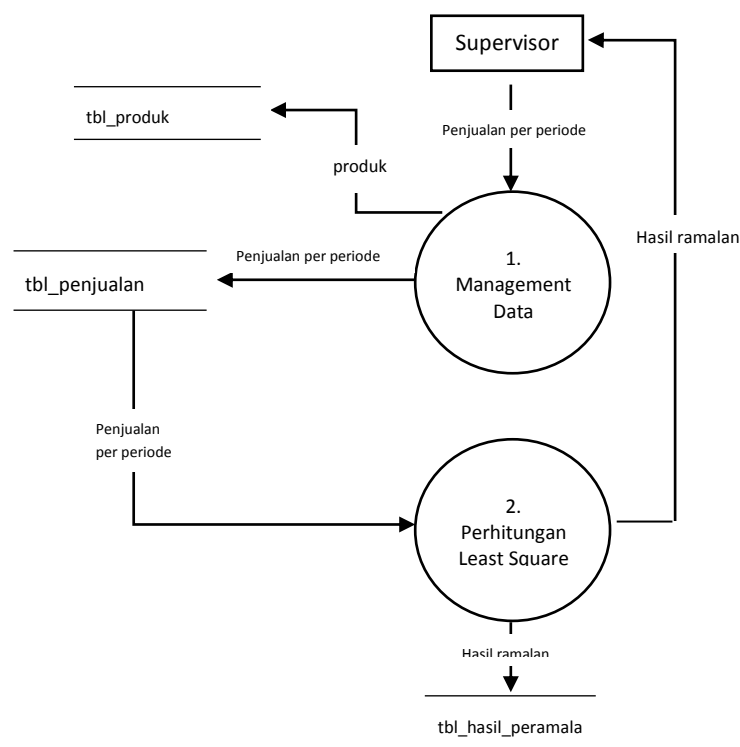 Supervisor
tbl_produk
Penjualan per periode
produk
Hasil ramalan
Penjualan per periode
1.
Management
Data
tbl_penjualan
Penjualan
per periode
2.
Perhitungan
Least Square
Hasil ramalan
tbl_hasil_peramala